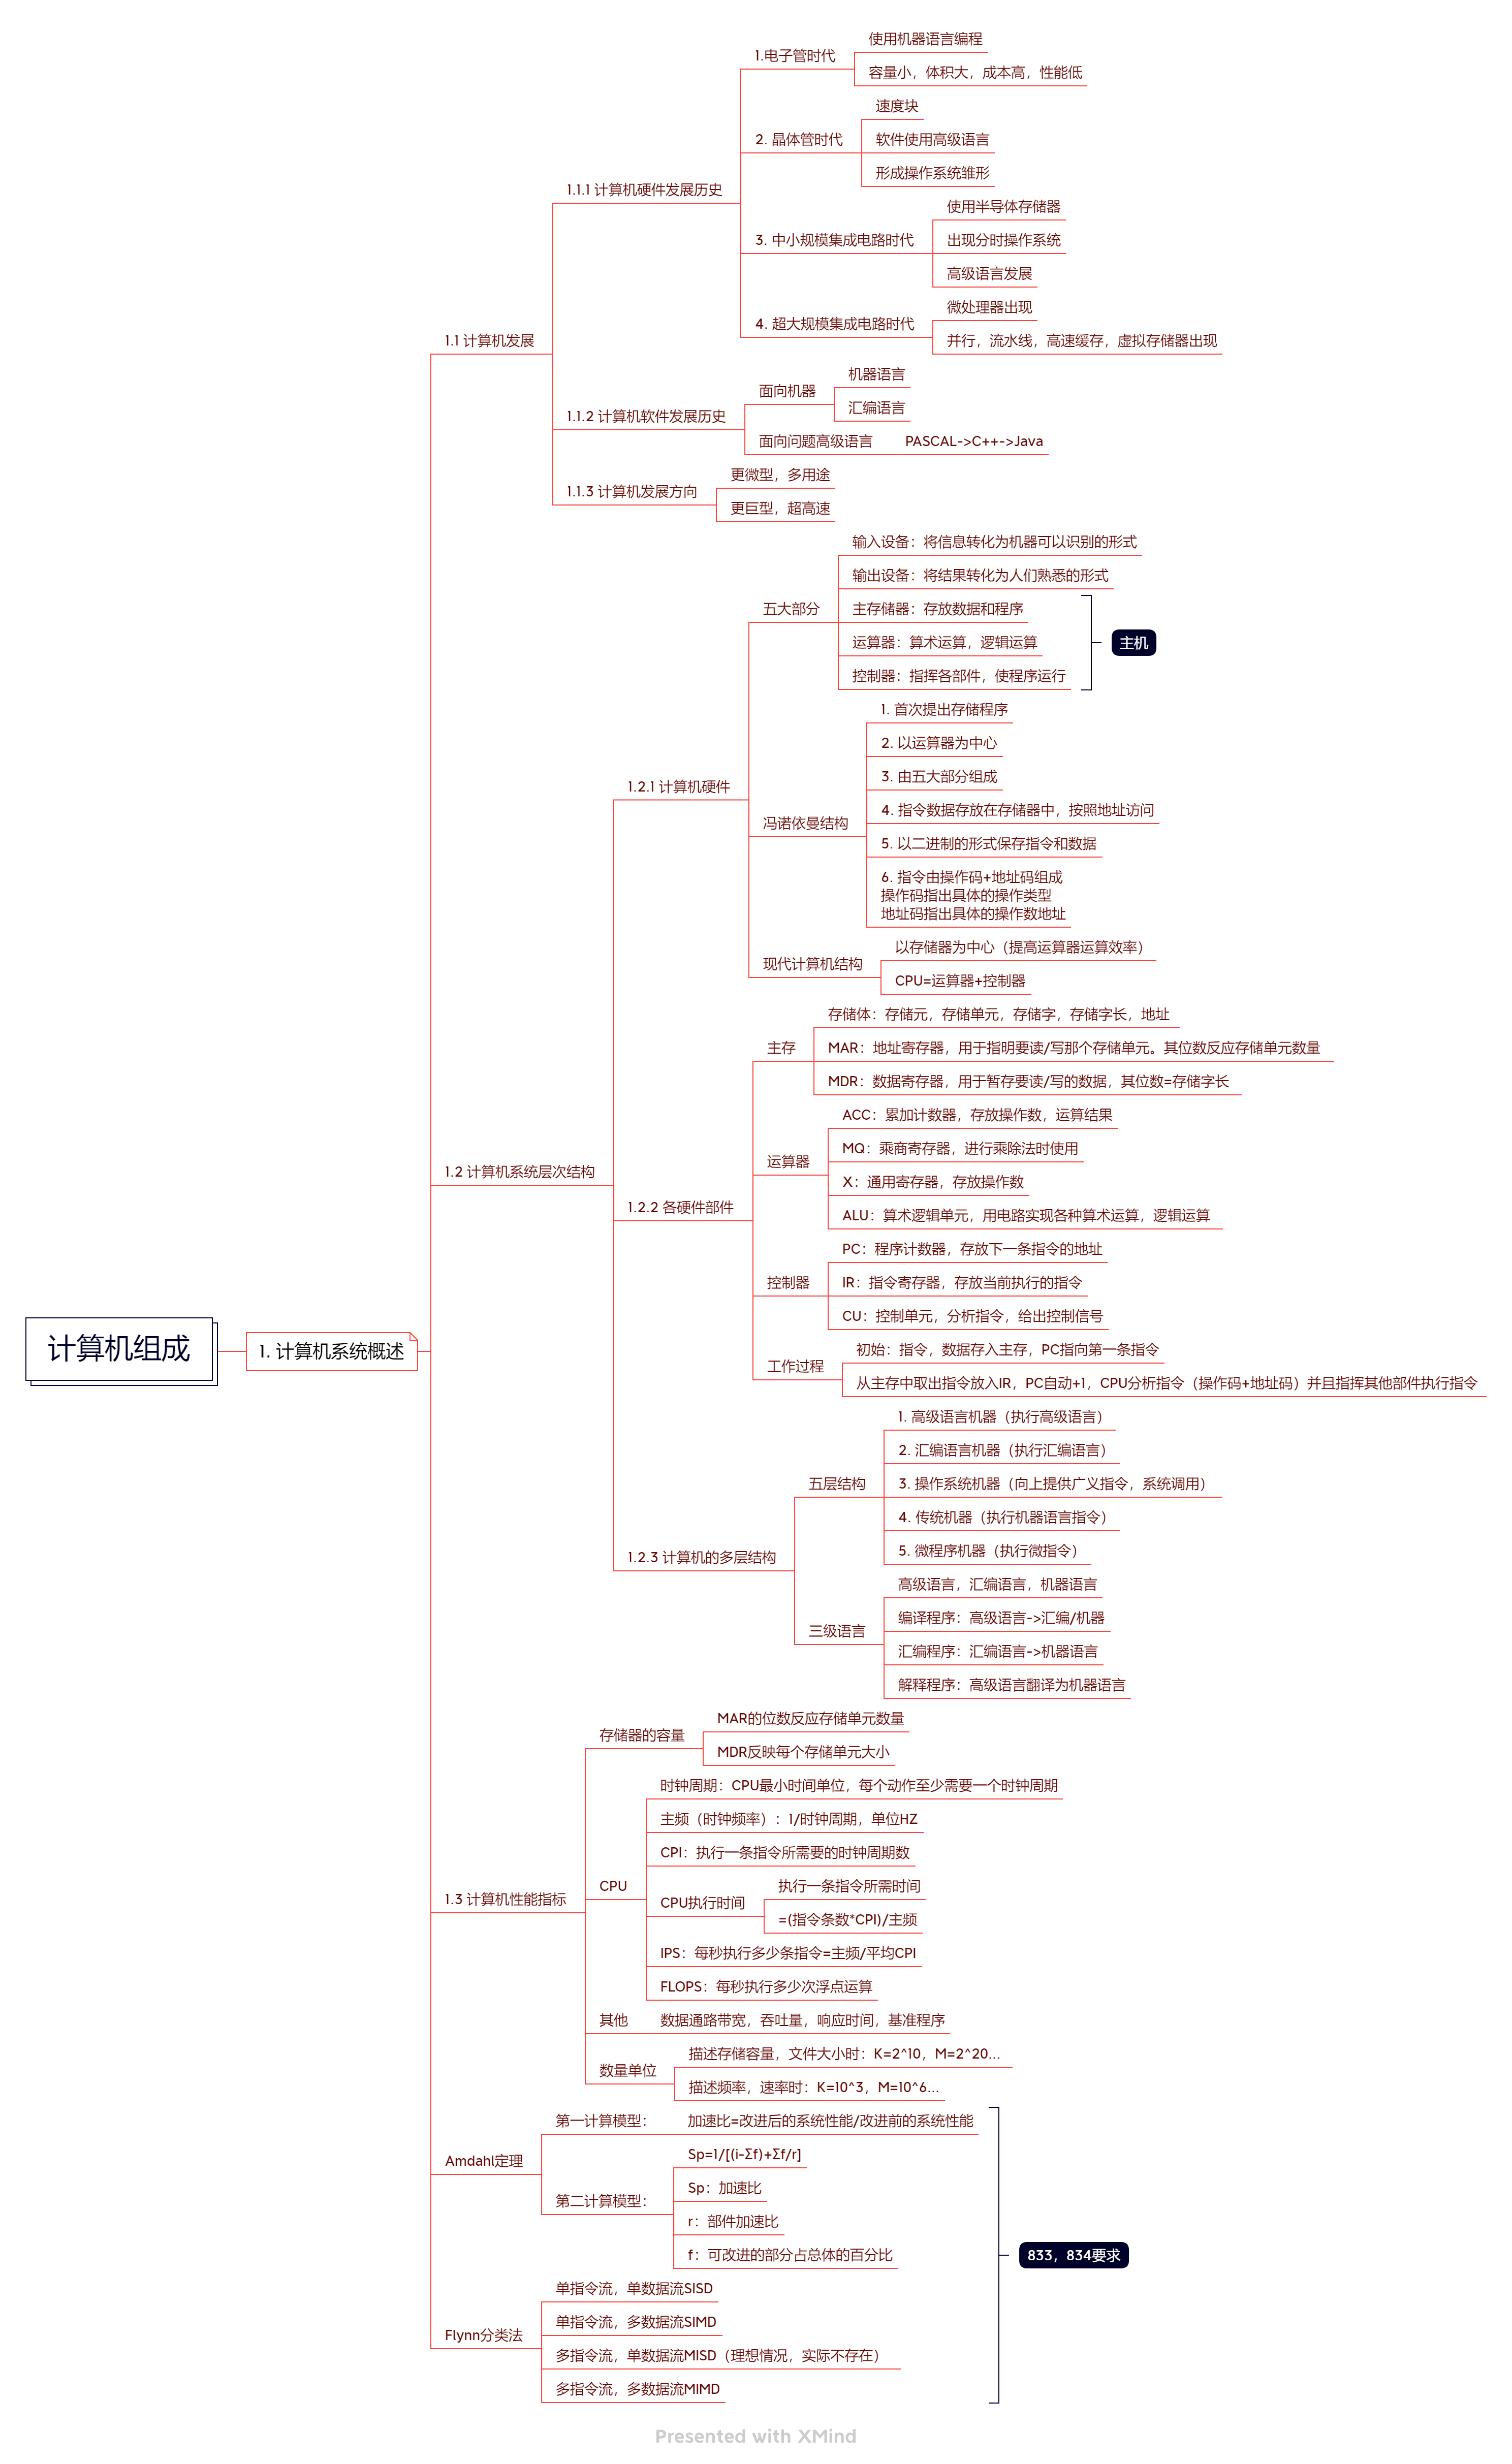 计算机组成
1. 计算机系统概述
1.1 计算机发展
1.1.1 计算机硬件发展历史
1.电子管时代
使用机器语言编程
容量小，体积大，成本高，性能低
2. 晶体管时代
速度块
软件使用高级语言
形成操作系统雏形
3. 中小规模集成电路时代
使用半导体存储器
出现分时操作系统
高级语言发展
4. 超大规模集成电路时代
微处理器出现
并行，流水线，高速缓存，虚拟存储器出现
1.1.2 计算机软件发展历史
面向机器
机器语言
汇编语言
面向问题高级语言
PASCAL->C++->Java
1.1.3 计算机发展方向
更微型，多用途
更巨型，超高速
1.2 计算机系统层次结构
1.2.1 计算机硬件
五大部分
输入设备：将信息转化为机器可以识别的形式
输出设备：将结果转化为人们熟悉的形式
主存储器：存放数据和程序
运算器：算术运算，逻辑运算
控制器：指挥各部件，使程序运行
主机
冯诺依曼结构
1. 首次提出存储程序
2. 以运算器为中心
3. 由五大部分组成
4. 指令数据存放在存储器中，按照地址访问
5. 以二进制的形式保存指令和数据
6. 指令由操作码+地址码组成
操作码指出具体的操作类型
地址码指出具体的操作数地址
现代计算机结构
以存储器为中心（提高运算器运算效率）
CPU=运算器+控制器
1.2.2 各硬件部件
主存
存储体：存储元，存储单元，存储字，存储字长，地址
MAR：地址寄存器，用于指明要读/写那个存储单元。其位数反应存储单元数量
MDR：数据寄存器，用于暂存要读/写的数据，其位数=存储字长
运算器
ACC：累加计数器，存放操作数，运算结果
MQ：乘商寄存器，进行乘除法时使用
X：通用寄存器，存放操作数
ALU：算术逻辑单元，用电路实现各种算术运算，逻辑运算
控制器
PC：程序计数器，存放下一条指令的地址
IR：指令寄存器，存放当前执行的指令
CU：控制单元，分析指令，给出控制信号
工作过程
初始：指令，数据存入主存，PC指向第一条指令
从主存中取出指令放入IR，PC自动+1，CPU分析指令（操作码+地址码）并且指挥其他部件执行指令
1.2.3 计算机的多层结构
五层结构
1. 高级语言机器（执行高级语言）
2. 汇编语言机器（执行汇编语言）
3. 操作系统机器（向上提供广义指令，系统调用）
4. 传统机器（执行机器语言指令）
5. 微程序机器（执行微指令）
三级语言
高级语言，汇编语言，机器语言
编译程序：高级语言->汇编/机器
汇编程序：汇编语言->机器语言
解释程序：高级语言翻译为机器语言
1.3 计算机性能指标
存储器的容量
MAR的位数反应存储单元数量
MDR反映每个存储单元大小
CPU
时钟周期：CPU最小时间单位，每个动作至少需要一个时钟周期
主频（时钟频率）：1/时钟周期，单位HZ
CPI：执行一条指令所需要的时钟周期数
CPU执行时间
执行一条指令所需时间
=(指令条数*CPI)/主频
IPS：每秒执行多少条指令=主频/平均CPI
FLOPS：每秒执行多少次浮点运算
其他
数据通路带宽，吞吐量，响应时间，基准程序
数量单位
描述存储容量，文件大小时：K=2^10，M=2^20...
描述频率，速率时：K=10^3，M=10^6...
Amdahl定理
第一计算模型：
加速比=改进后的系统性能/改进前的系统性能
第二计算模型：
Sp=1/[(i-Σf)+Σf/r]
Sp：加速比
r：部件加速比
f：可改进的部分占总体的百分比
Flynn分类法
单指令流，单数据流SISD
单指令流，多数据流SIMD
多指令流，单数据流MISD（理想情况，实际不存在）
多指令流，多数据流MIMD
833，834要求
Presented with XMind